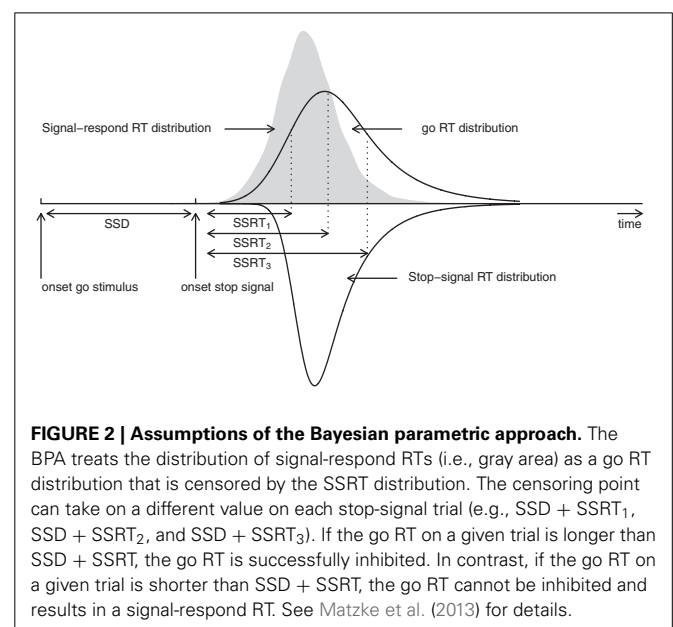 Signal–respond RT distribution
go RT distribution
SSD
SSRT1
time
SSRT2
SSRT3
onset go stimulus
onset stop signal
Stop–signal RT distribution
FIGURE 2 | Assumptions of the Bayesian parametric approach. The
BPA treats the distribution of signal-respond RTs (i.e., gray area) as a go RT
distribution that is censored by the SSRT distribution. The censoring point
can take on a different value on each stop-signal trial (e.g., SSD + SSRT1,
SSD + SSRT2, and SSD + SSRT3). If the go RT on a given trial is longer than
SSD + SSRT, the go RT is successfully inhibited. In contrast, if the go RT on
a given trial is shorter than SSD + SSRT, the go RT cannot be inhibited and
results in a signal-respond RT. See Matzke et al. (2013) for details.